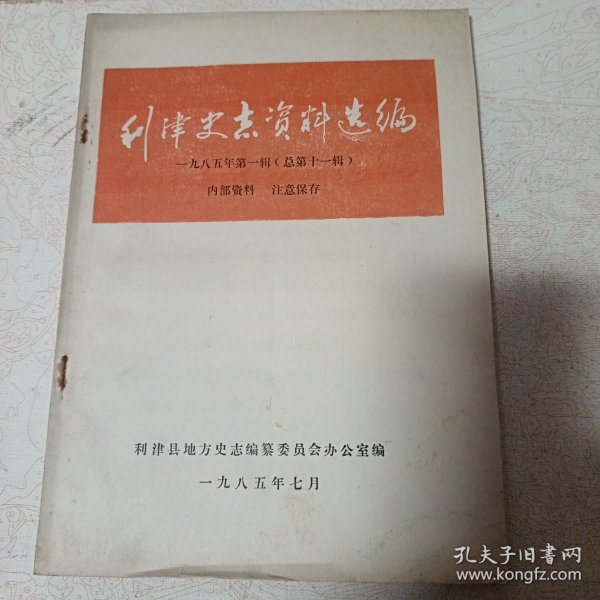 利津史志资料选编
一九八五年第一辑(总第十一辑)
内部资料 注意保存
利津县地方史志编纂委员会办公室编
一九八五年七月
孔夫子旧书网
www.kongfz.com